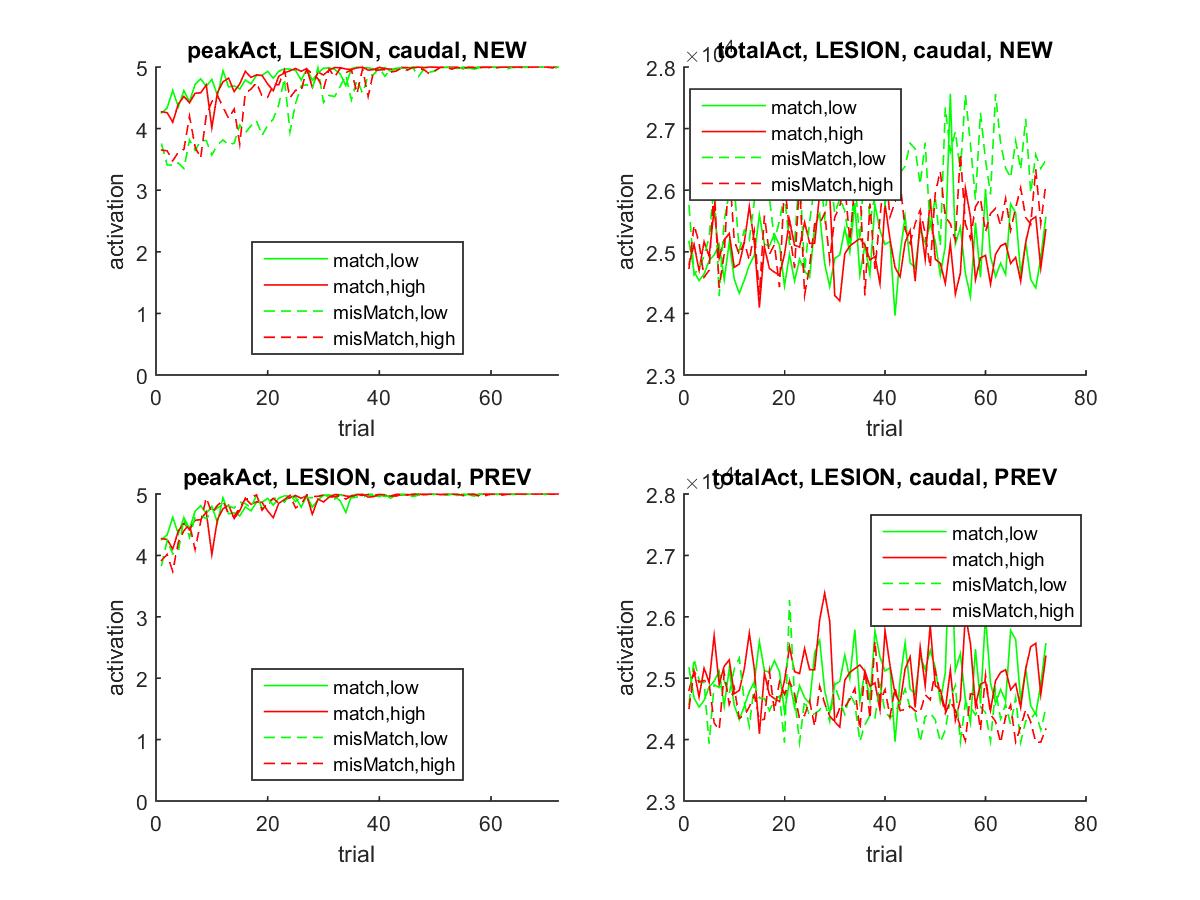 peakAct, LESION, caudal, NEW
5
4
3
2
1
0
activation
match,low
match,high
misMatch,low
misMatch,high
0 20 40 60
trial
totalAct, LESION, caudal, NEW
×10⁴
2.8
2.7
2.6
2.5
2.4
2.3
activation
match,low
match,high
misMatch,low
misMatch,high
0 20 40 60 80
trial
peakAct, LESION, caudal, PREV
5
4
3
2
1
0
activation
match,low
match,high
misMatch,low
misMatch,high
0 20 40 60
trial
totalAct, LESION, caudal, PREV
×10⁴
2.8
2.7
2.6
2.5
2.4
2.3
activation
match,low
match,high
misMatch,low
misMatch,high
0 20 40 60 80
trial